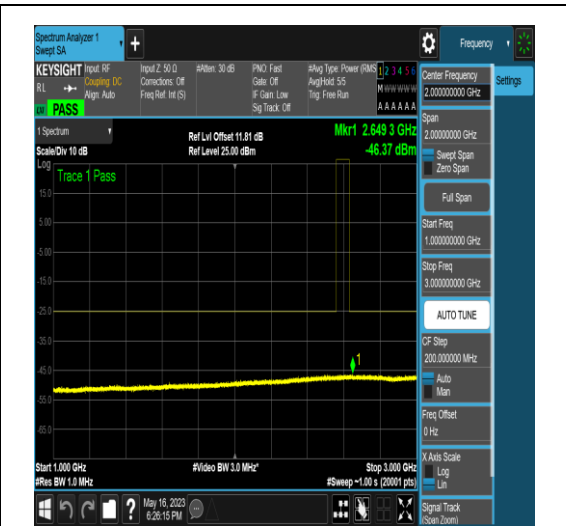 Spectrum Analyzer 1
Swept SA
Frequency
KEYSIGHT
RL
PASS
Input: RF
Coupling: DC
Align: Auto
Input Z: 50 Ω
Corrections: Off
Freq Ref: Int (S)
#Atten: 30 dB
PNO: Fast
Gate: Off
IF Gain: Low
Sig Track: Off
#Avg Type: Power (RMS
Avg|Hold: 5/5
Trig: Free Run
1 2 3 4 5 6
M W W W W W
A A A A A A
1 Spectrum
Scale/Div 10 dB
Ref Lvl Offset 11.81 dB
Ref Level 25.00 dBm
Mkr1 2.649 3 GHz
-46.37 dBm
Log
Trace 1 Pass
15.0
5.00
-5.00
-15.0
-25.0
-35.0
-45.0
-55.0
-65.0
1
Start 1.000 GHz
#Res BW 1.0 MHz
#Video BW 3.0 MHz*
Stop 3.000 GHz
#Sweep ~1.00 s (20001 pts)
?
May 16, 2023
6:26:15 PM
Center Frequency
2.000000000 GHz
Settings
Span
2.00000000 GHz
Swept Span
Zero Span
Full Span
Start Freq
1.000000000 GHz
Stop Freq
3.000000000 GHz
AUTO TUNE
CF Step
200.000000 MHz
Auto
Man
Freq Offset
0 Hz
X Axis Scale
Log
Lin
Signal Track
(Span Zoom)